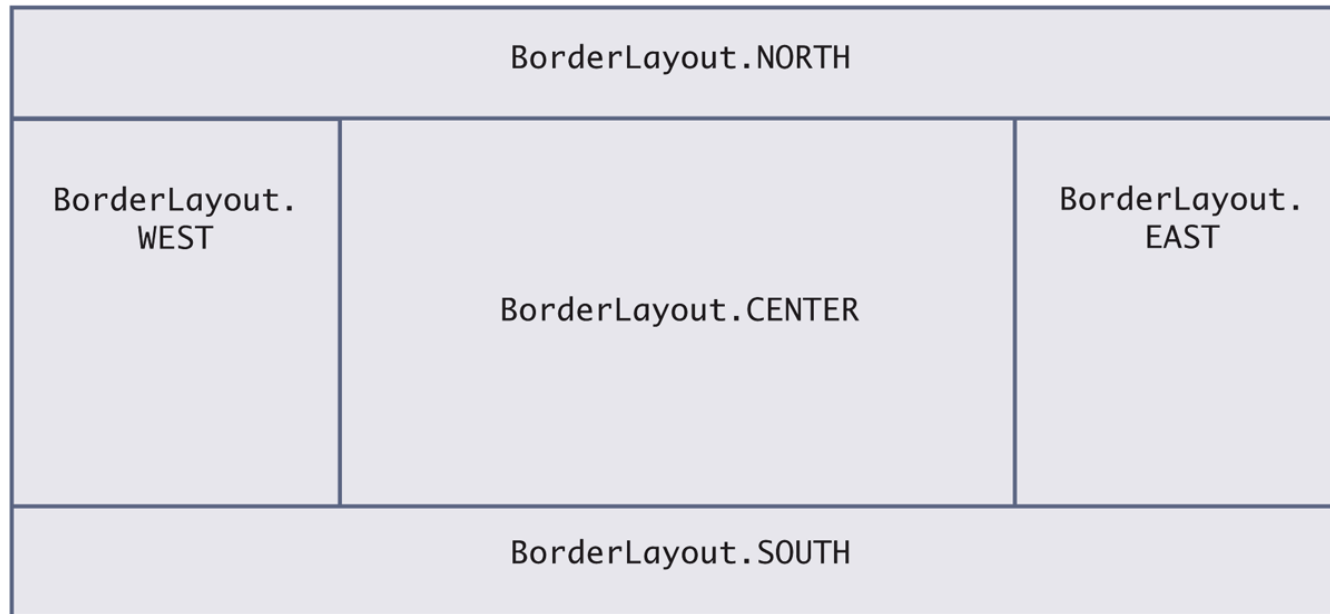 BorderLayout.NORTH
BorderLayout.
WEST
BorderLayout.CENTER
BorderLayout.
EAST
BorderLayout.SOUTH